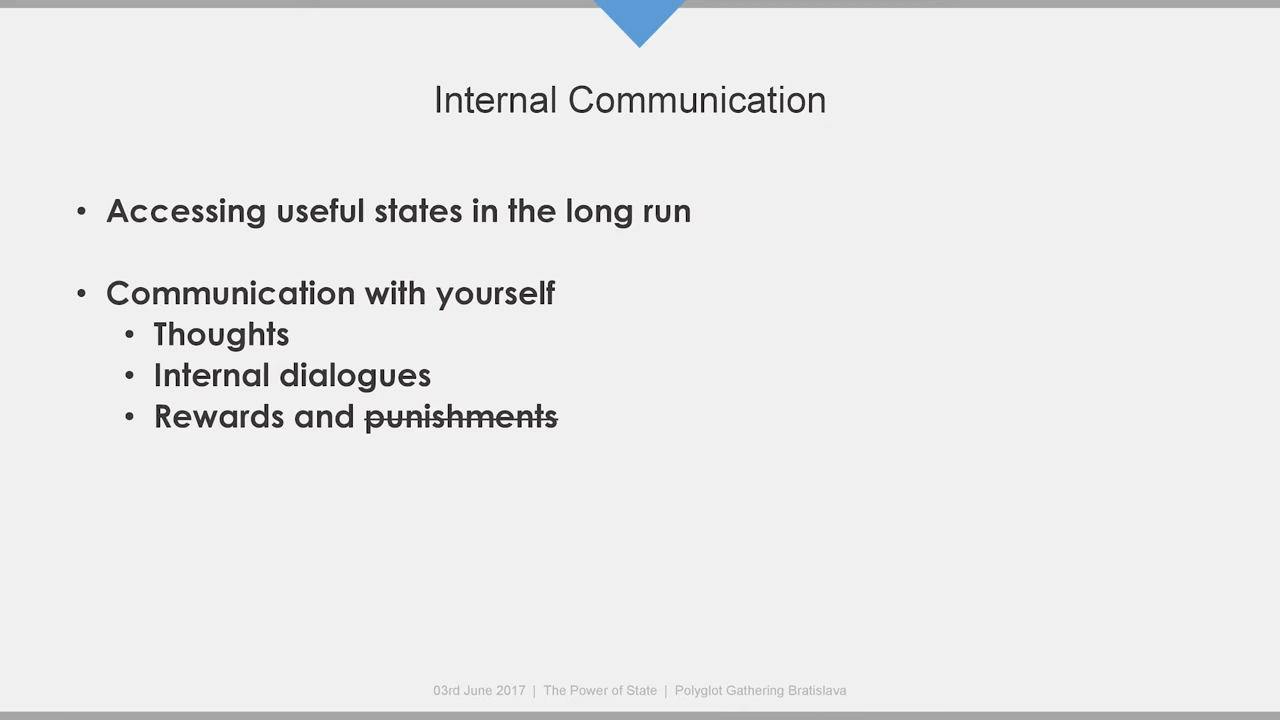 Internal Communication
• Accessing useful states in the long run
• Communication with yourself
• Thoughts
• Internal dialogues
• Rewards and punishments
03rd June 2017 | The Power of State | Polyglot Gathering Bratislava